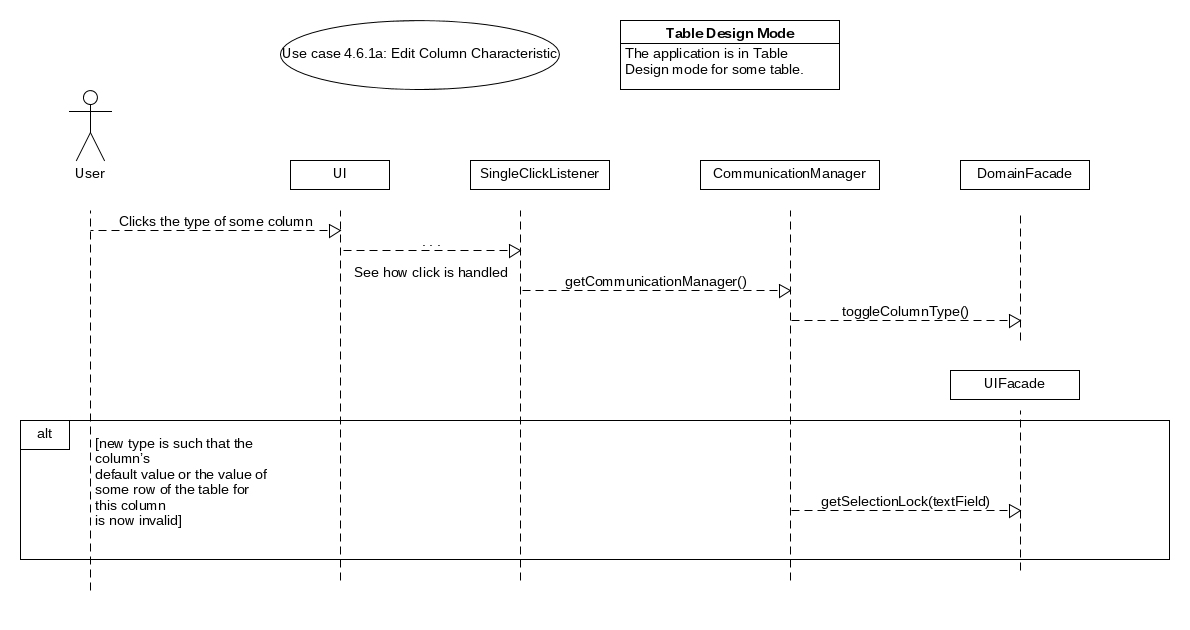 Use case 4.6.1a: Edit Column Characteristic
Table Design Mode
The application is in Table
Design mode for some table.
User
UI
SingleClickListener
CommunicationManager
DomainFacade
Clicks the type of some column
. . .
See how click is handled
getCommunicationManager()
toggleColumnType()
UIFacade
alt
[new type is such that the
column's
default value or the value of
some row of the table for
this column
is now invalid]
getSelectionLock(textField)